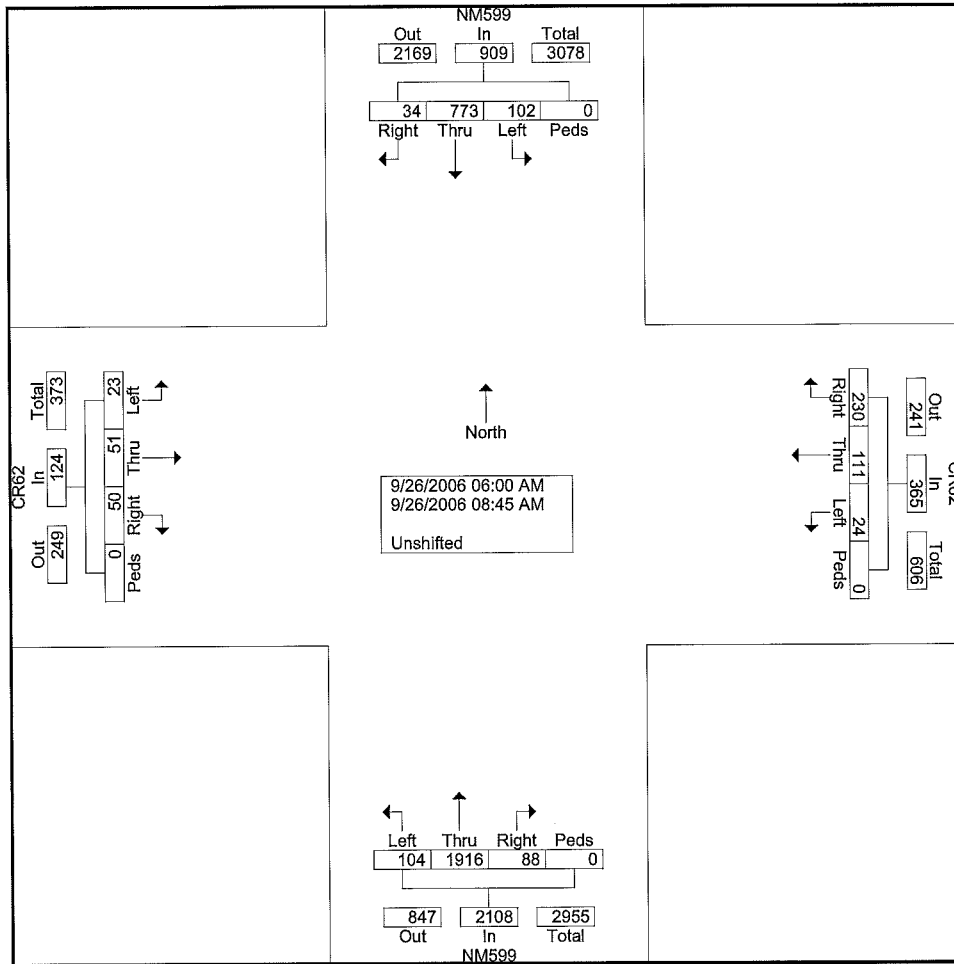 NM599
Out In Total
2169 909 3078
34 773 102 0
Right Thru Left Peds
CR62
Total In Out
373 124 249
23 51 50 0
Left Thru Right Peds
North
9/26/2006 06:00 AM
9/26/2006 08:45 AM
Unshifted
Right Thru Left Peds
230 111 24 0
Out In Total
241 365 606
CR62
Left Thru Right Peds
104 1916 88 0
847 2108 2955
Out In Total
NM599